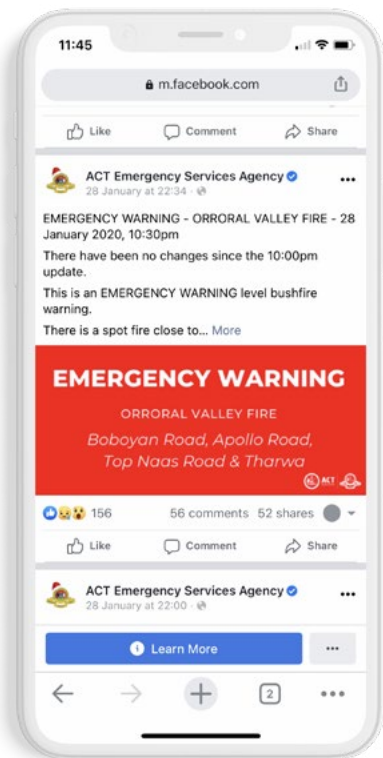 11:45
m.facebook.com
Like Comment Share
ACT Emergency Services Agency
28 January at 22:34 ·
EMERGENCY WARNING - ORRORAL VALLEY FIRE - 28
January 2020, 10:30pm
There have been no changes since the 10:00pm
update.
This is an EMERGENCY WARNING level bushfire
warning.
There is a spot fire close to... More
EMERGENCY WARNING
ORRORAL VALLEY FIRE
Boboyan Road, Apollo Road,
Top Naas Road & Tharwa
ACT
156 56 comments 52 shares
Like Comment Share
ACT Emergency Services Agency
28 January at 22:00 ·
Learn More
2